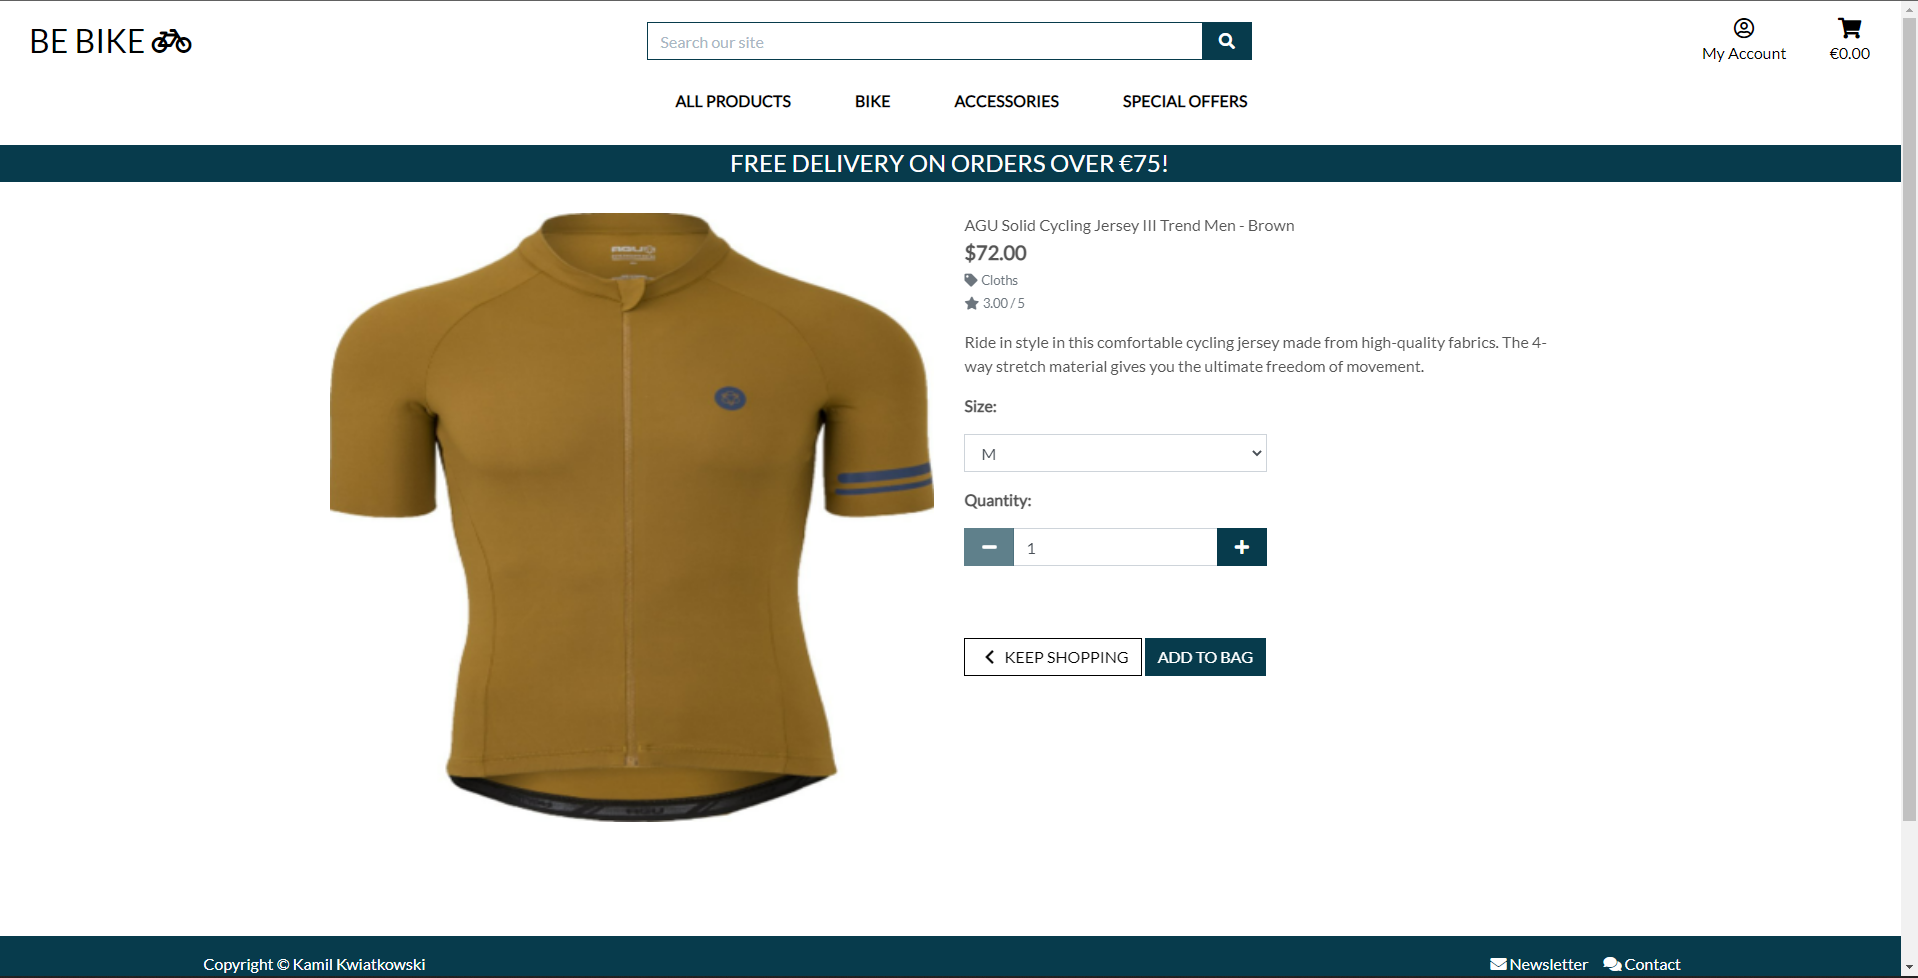 BE BIKE
Search our site
My Account
€0.00
ALL PRODUCTS
BIKE
ACCESSORIES
SPECIAL OFFERS
FREE DELIVERY ON ORDERS OVER €75!
AGU
AGU Solid Cycling Jersey III Trend Men - Brown
$72.00
Cloths
3.00 / 5
Ride in style in this comfortable cycling jersey made from high-quality fabrics. The 4-
way stretch material gives you the ultimate freedom of movement.
Size:
M
Quantity:
1
KEEP SHOPPING
ADD TO BAG
AGU
Copyright © Kamil Kwiatkowski
Newsletter
Contact